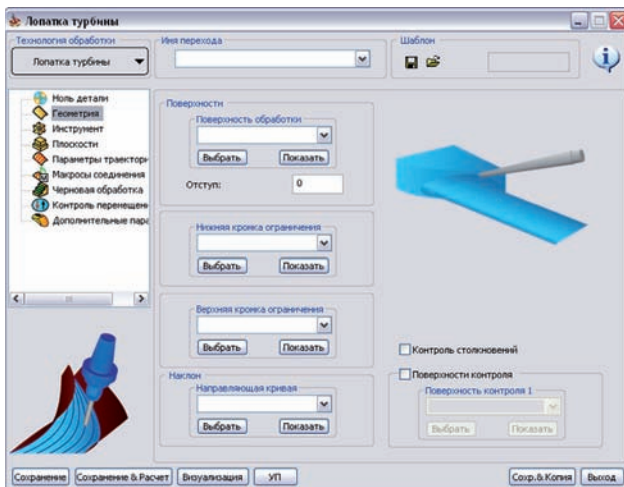 Лопатка турбины
Технология обработки
Лопатка турбины
Имя перехода
Шаблон
Ноль детали
Геометрия
Инструмент
Плоскости
Параметры траектори
Макросы соединения
Черновая обработка
Контроль перемещени
Дополнительные пара
Поверхности
Поверхность обработки
Выбрать
Показать
Отступ:
0
Нижняя кромка ограничения
Выбрать
Показать
Верхняя кромка ограничения
Выбрать
Показать
Наклон
Направляющая кривая
Выбрать
Показать
Контроль столкновений
Поверхности контроля
Поверхность контроля 1
Выбрать
Показать
Сохранение
Сохранение & Расчет
Визуализация
УП
Сохр.& Копия
Выход